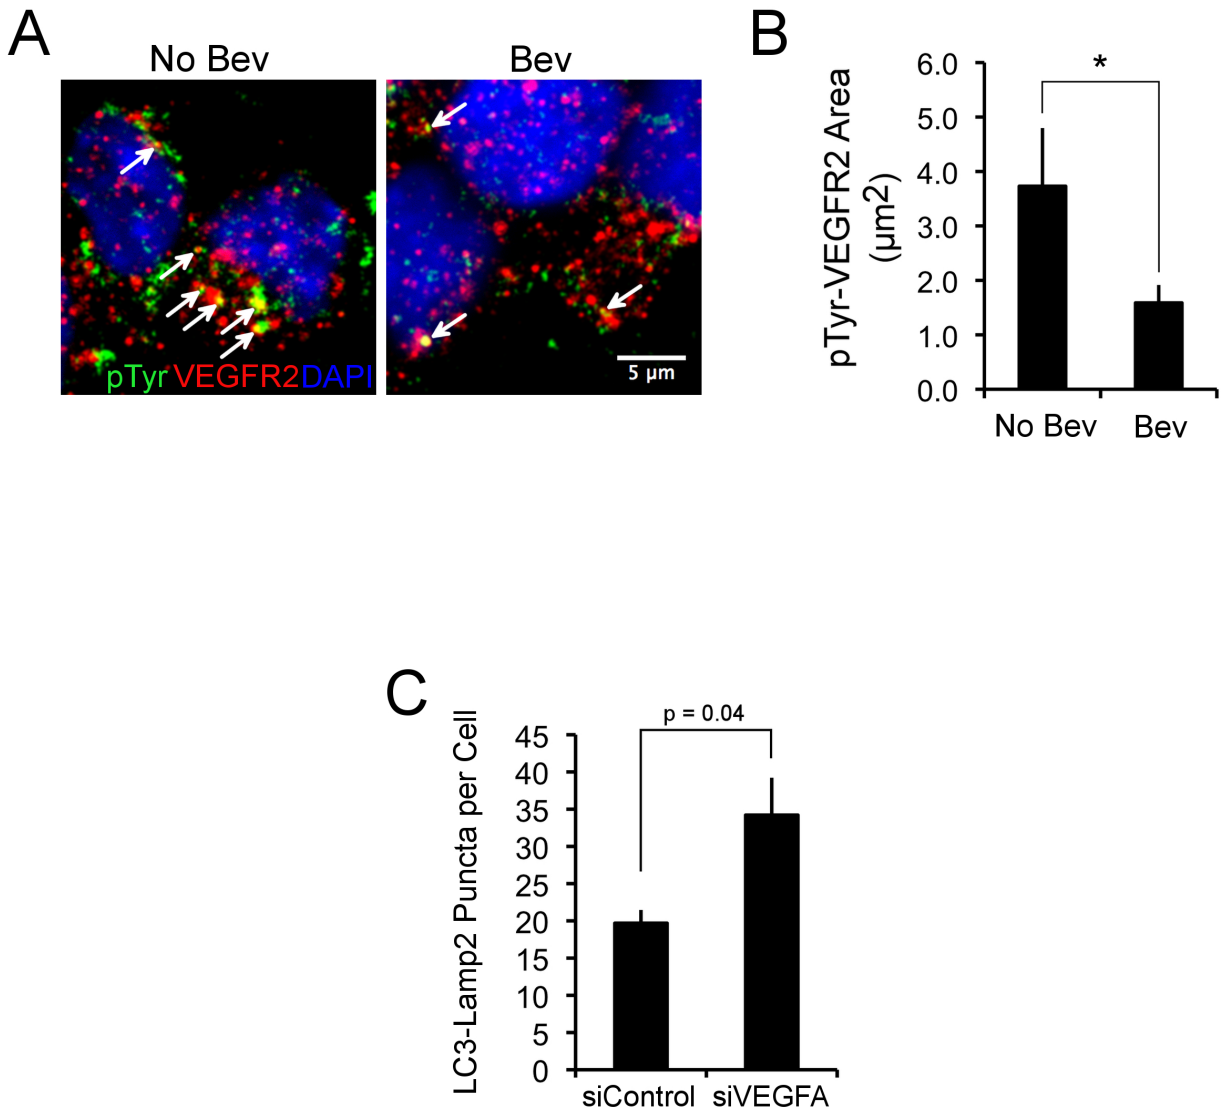 A
No Bev
Bev
pTyr VEGFR2 DAPI
5 µm
B
pTyr-VEGFR2 Area
(µm2)
6.0
5.0
4.0
3.0
2.0
1.0
0.0
*
No Bev
Bev
C
LC3-Lamp2 Puncta per Cell
p = 0.04
45
40
35
30
25
20
15
10
5
0
siControl
siVEGFA